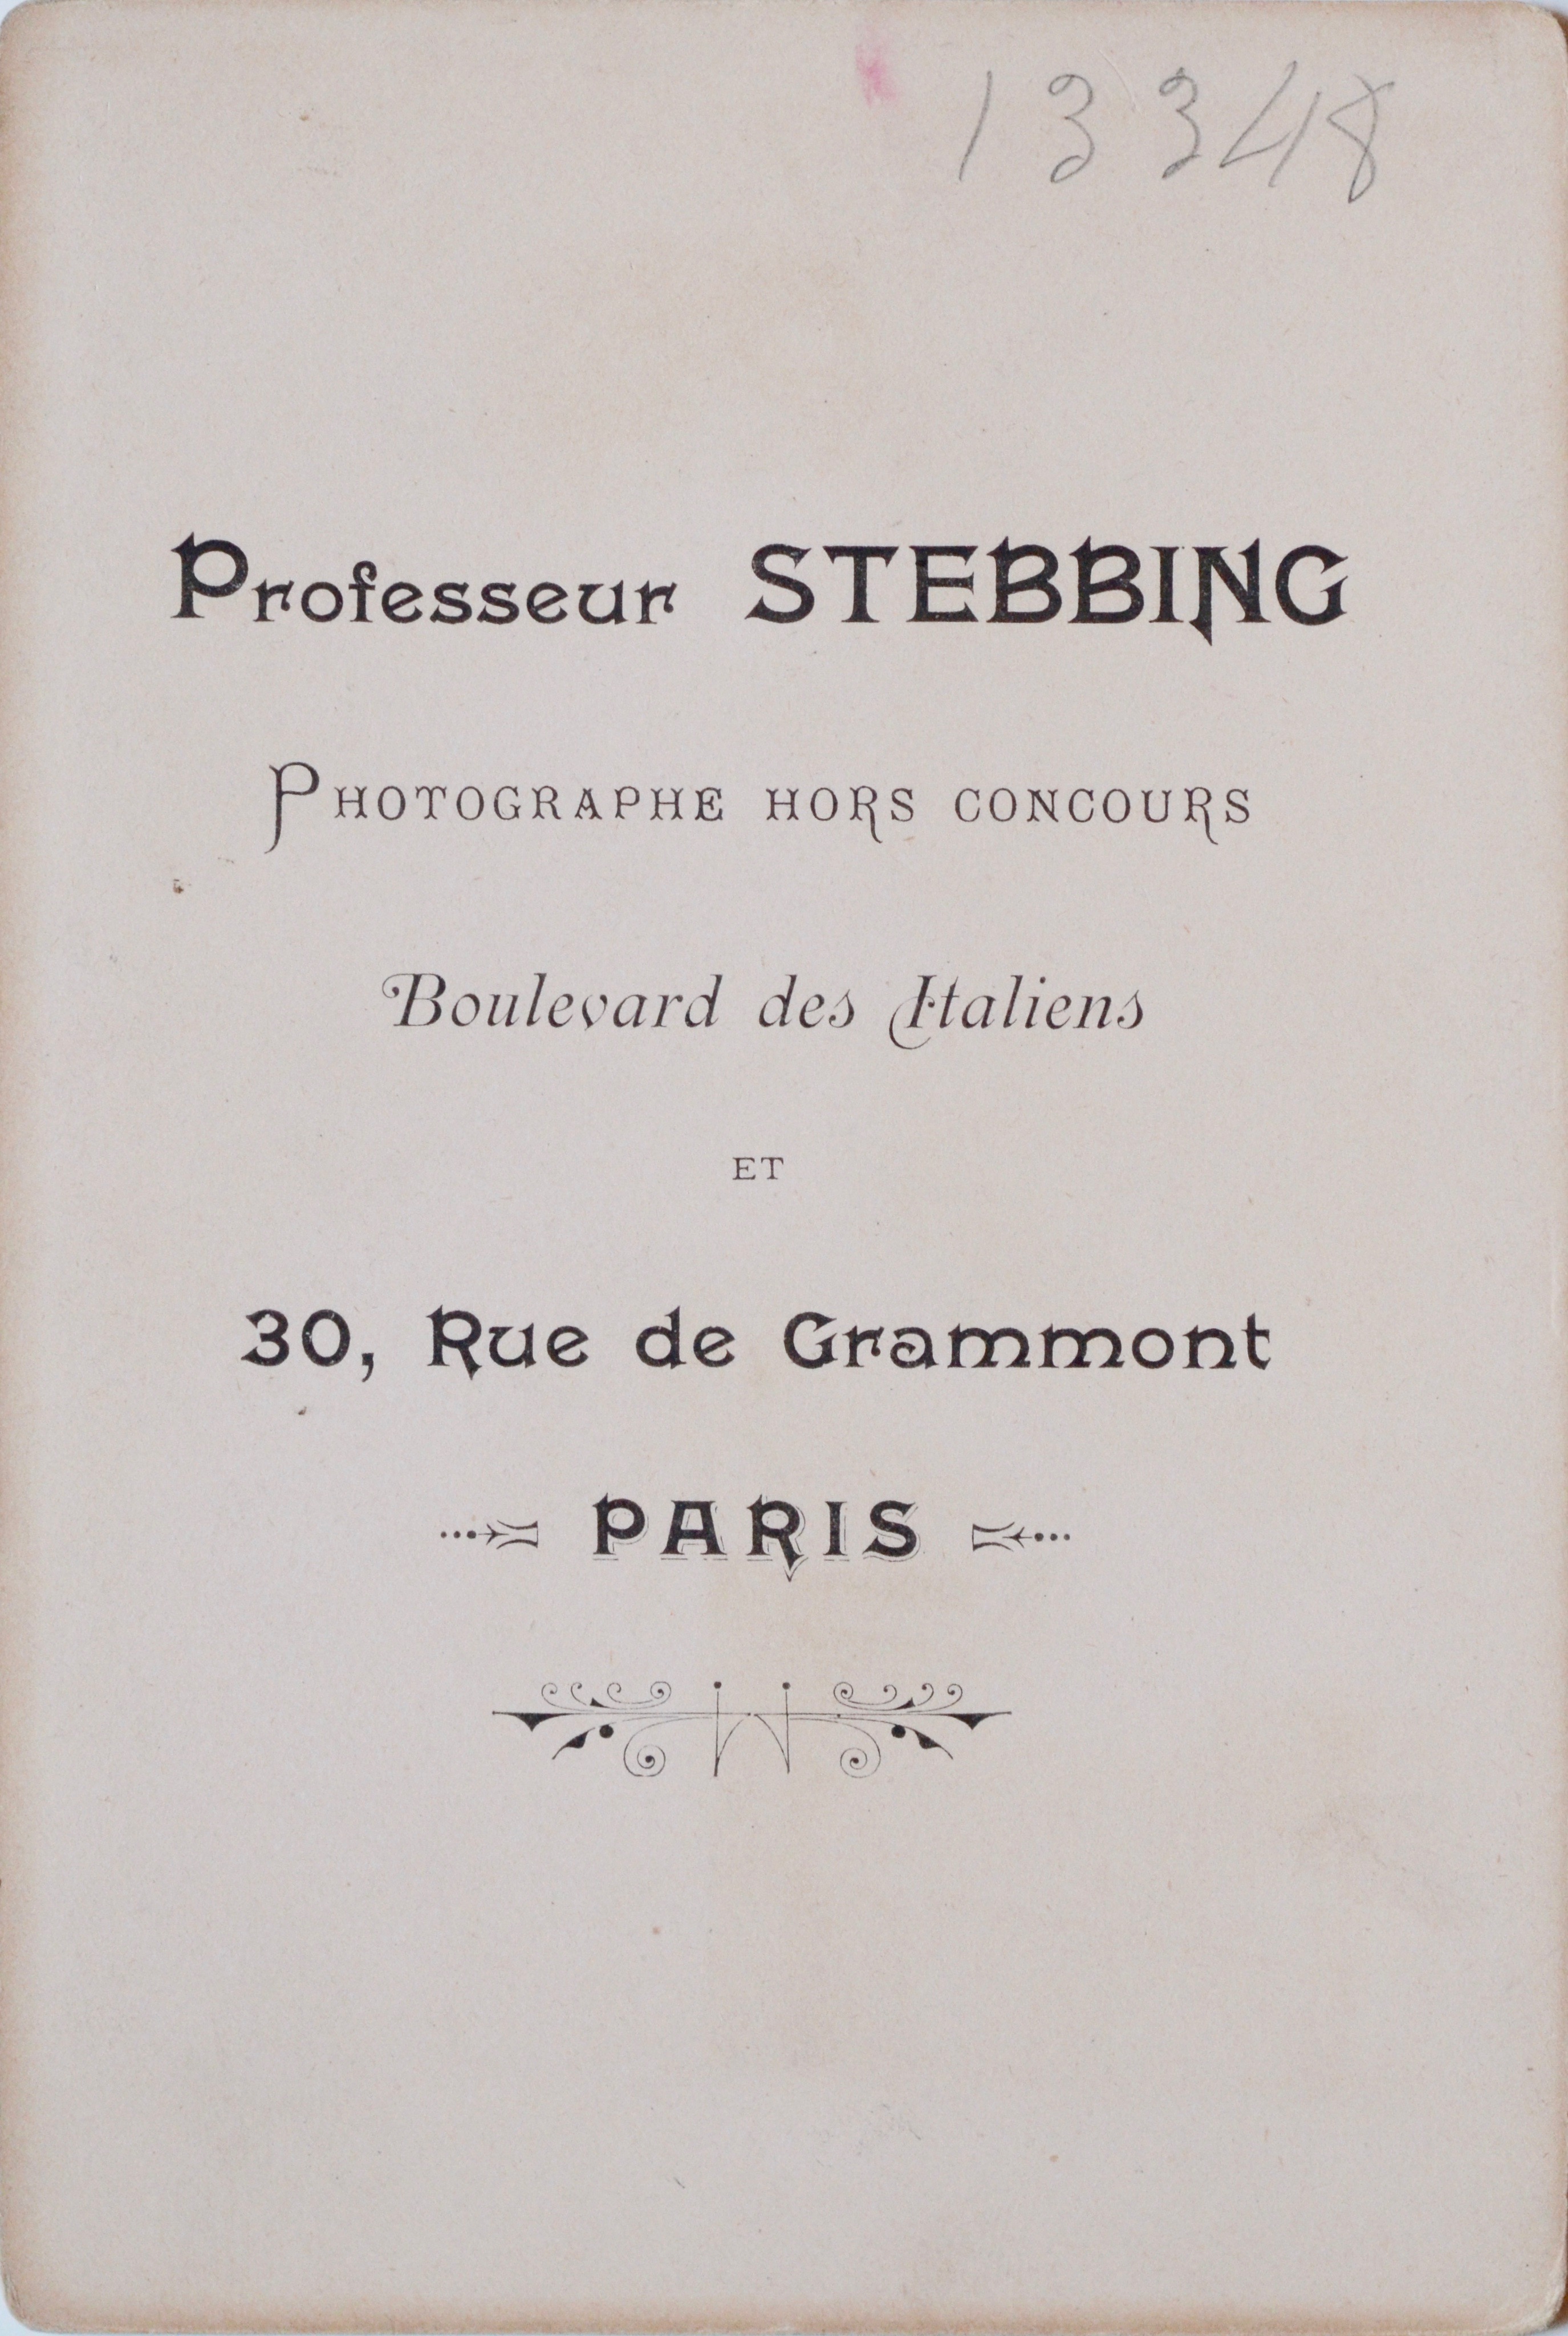 13348
Professeur STEBBING
PHOTOGRAPHE HORS CONCOURS
Boulevard des Italiens
ET
30, Rue de Grammont
PARIS